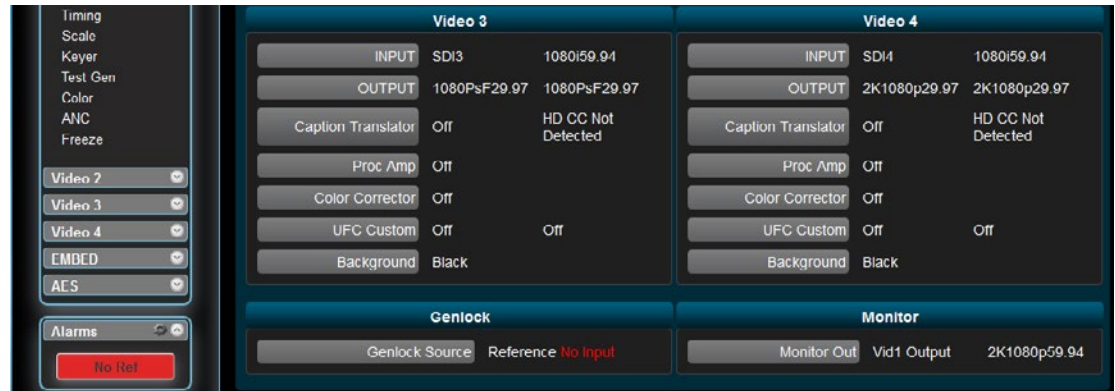 Timing
Scale
Keyer
Test Gen
Color
ANC
Freeze
Video 2
Video 3
Video 4
EMBED
AES
Alarms
No Ref
Video 3
INPUT SDI3 1080i59.94
OUTPUT 1080PsF29.97 1080PsF29.97
Caption Translator Off HD CC Not
Detected
Proc Amp Off
Color Corrector Off
UFC Custom Off Off
Background Black
Video 4
INPUT SDI4 1080i59.94
OUTPUT 2K1080p29.97 2K1080p29.97
Caption Translator Off HD CC Not
Detected
Proc Amp Off
Color Corrector Off
UFC Custom Off Off
Background Black
Genlock
Genlock Source Reference No Input
Monitor
Monitor Out Vid1 Output 2K1080p59.94